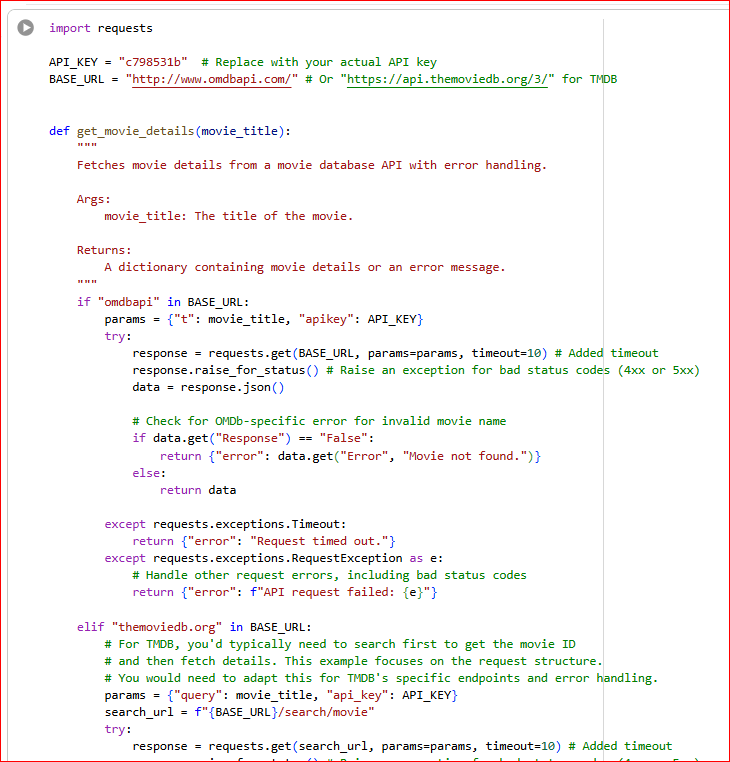 import requests

API_KEY = "c798531b"  # Replace with your actual API key
BASE_URL = "http://www.omdbapi.com/" # Or "https://api.themoviedb.org/3/" for TMDB


def get_movie_details(movie_title):
    """
    Fetches movie details from a movie database API with error handling.

    Args:
        movie_title: The title of the movie.

    Returns:
        A dictionary containing movie details or an error message.
    """
    if "omdbapi" in BASE_URL:
        params = {"t": movie_title, "apikey": API_KEY}
        try:
            response = requests.get(BASE_URL, params=params, timeout=10) # Added timeout
            response.raise_for_status() # Raise an exception for bad status codes (4xx or 5xx)
            data = response.json()

            # Check for OMDb-specific error for invalid movie name
            if data.get("Response") == "False":
                return {"error": data.get("Error", "Movie not found.")}
            else:
                return data

        except requests.exceptions.Timeout:
            return {"error": "Request timed out."}
        except requests.exceptions.RequestException as e:
            # Handle other request errors, including bad status codes
            return {"error": f"API request failed: {e}"}

    elif "themoviedb.org" in BASE_URL:
        # For TMDB, you'd typically need to search first to get the movie ID
        # and then fetch details. This example focuses on the request structure.
        # You would need to adapt this for TMDB's specific endpoints and error handling.
        params = {"query": movie_title, "api_key": API_KEY}
        search_url = f"{BASE_URL}/search/movie"
        try:
            response = requests.get(search_url, params=params, timeout=10) # Added timeout